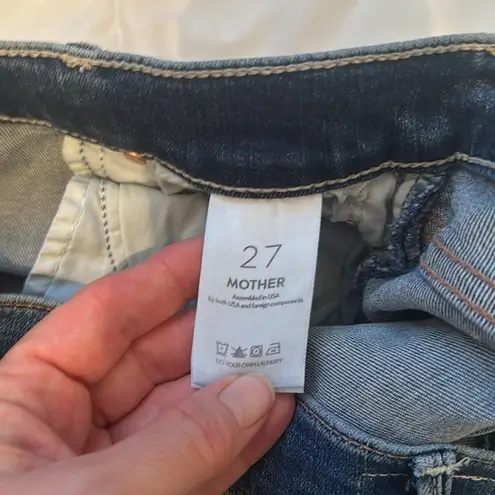 27
MOTHER
Assembled in USA
by both USA and foreign components
DO YOUR OWN LAUNDRY